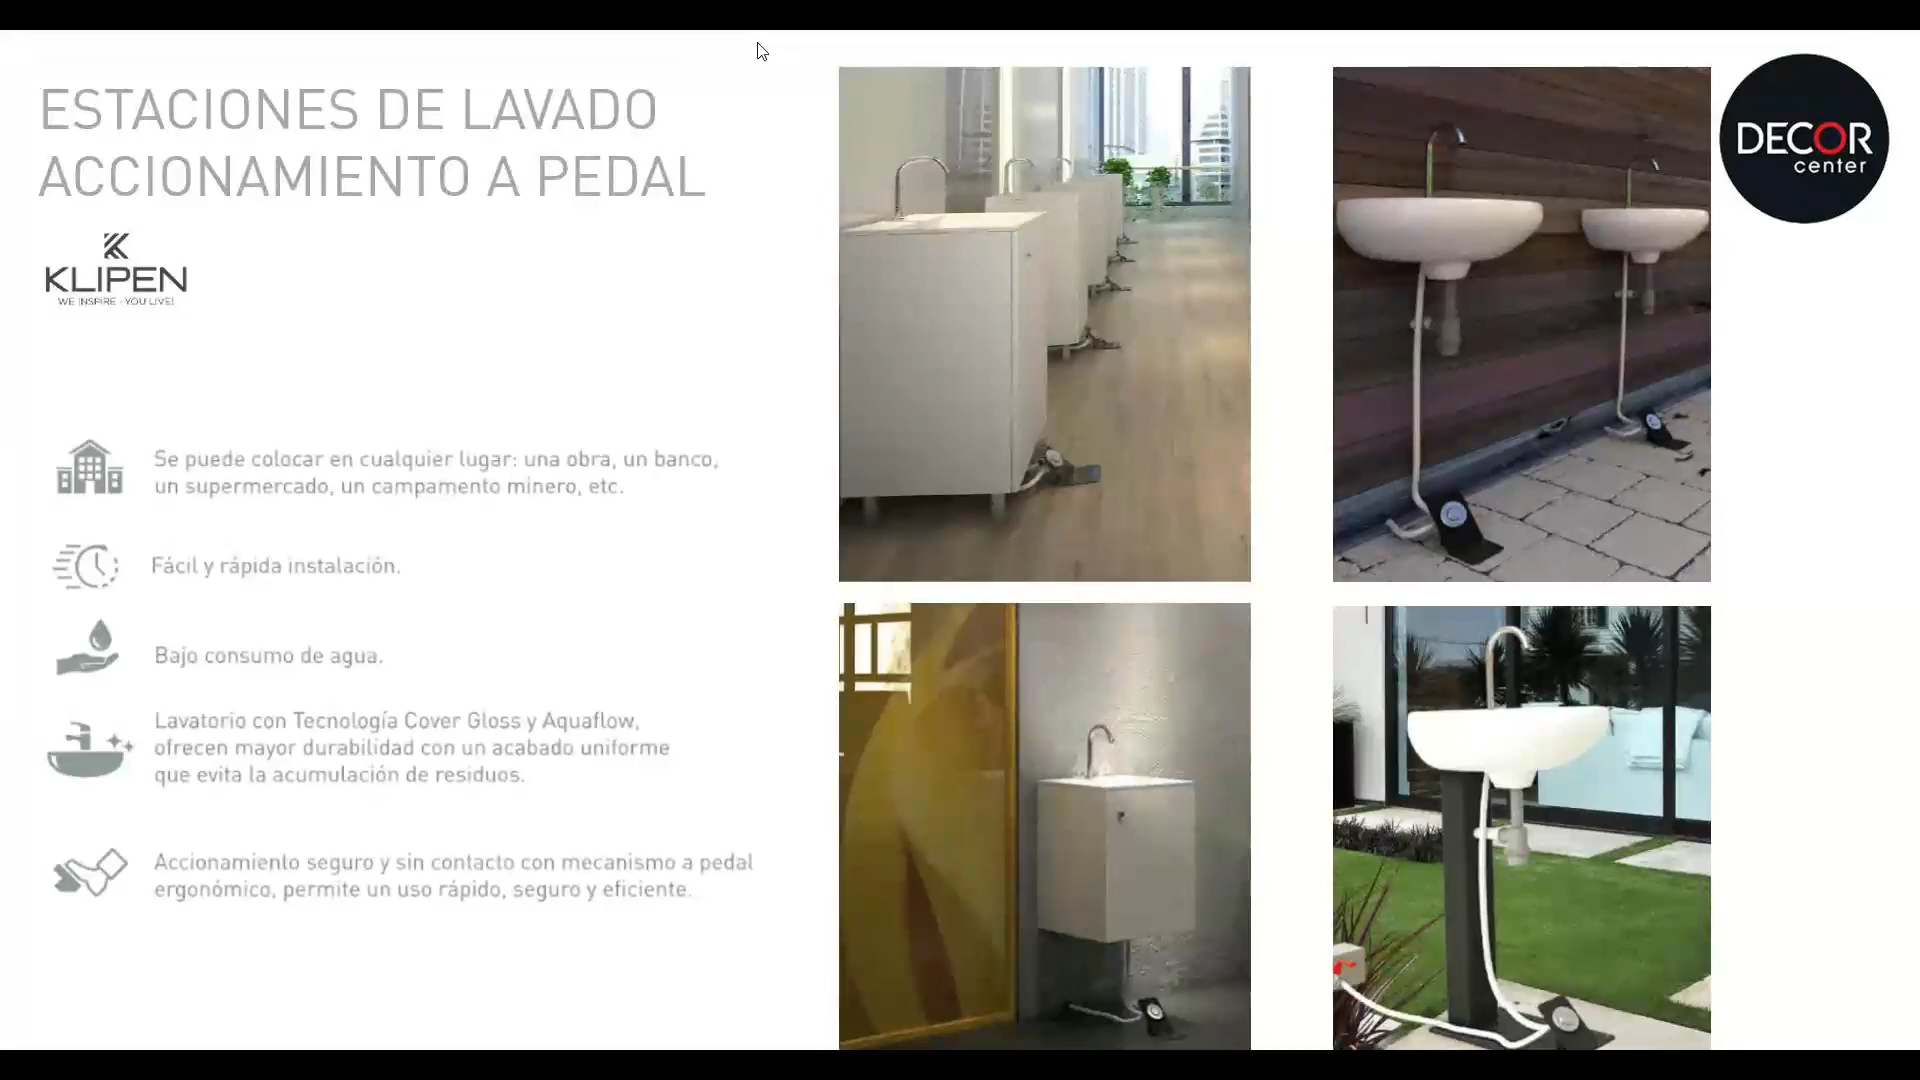 ESTACIONES DE LAVADO
ACCIONAMIENTO A PEDAL
KLIPEN
WE INSPIRE - YOU LIVE!
Se puede colocar en cualquier lugar: una obra, un banco,
un supermercado, un campamento minero, etc.
Fácil y rápida instalación.
Bajo consumo de agua.
Lavatorio con Tecnología Cover Gloss y Aquaflow,
ofrecen mayor durabilidad con un acabado uniforme
que evita la acumulación de residuos.
Accionamiento seguro y sin contacto con mecanismo a pedal
ergonómico, permite un uso rápido, seguro y eficiente.
DECOR
center